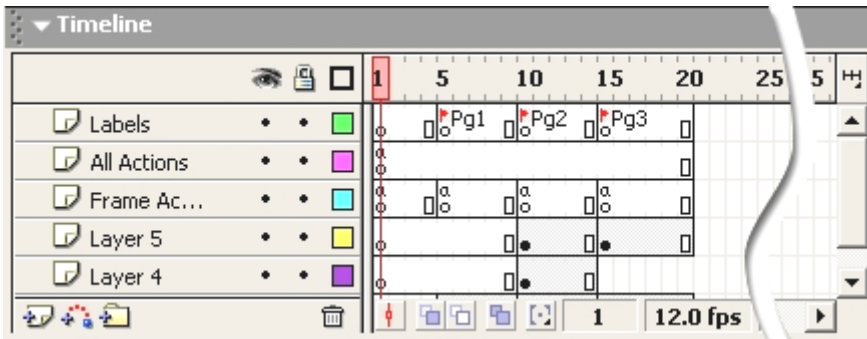 Timeline
1 5 10 15 20 25 5
Labels Pg1 Pg2 Pg3
All Actions a
Frame Ac... a a a a
Layer 5
Layer 4
1 12.0 fps